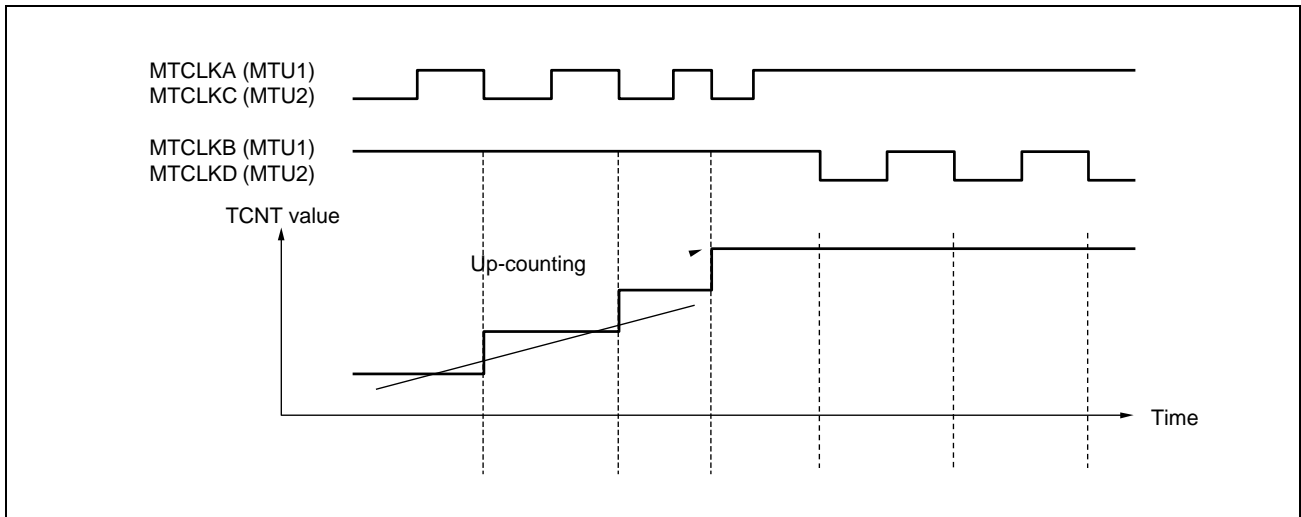 MTCLKA (MTU1)
MTCLKC (MTU2)
MTCLKB (MTU1)
MTCLKD (MTU2)
TCNT value
Up-counting
Time